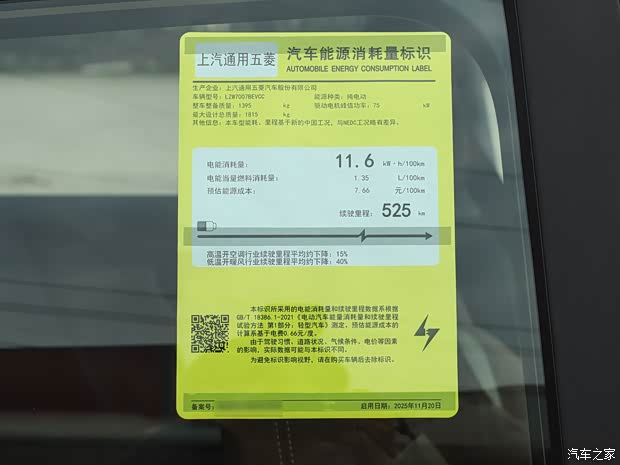 上汽通用五菱 汽车能源消耗量标识
AUTOMOBILE ENERGY CONSUMPTION LABEL
生产企业：上汽通用五菱汽车股份有限公司
车辆型号：LZW7007BEVCC 能源种类：纯电动
整车整备质量：1395 kg 驱动电机峰值功率：75 kW
最大设计总质量：1815 kg
其他信息：本车型能耗、里程基于新的中国工况，与NEDC工况略有差异。
电能消耗量： 11.6 kW·h/100km
电能当量燃料消耗量： 1.35 L/100km
预估能源成本： 7.66 元/100km
续驶里程： 525 km
高温开空调行业续驶里程平均约下降：15%
低温开暖风行业续驶里程平均约下降：40%
本标识所采用的电能消耗量和续驶里程数据系根据
GB/T 18386.1-2021《电动汽车能量消耗量和续驶里程
试验方法 第1部分：轻型汽车》测定，预估能源成本的
计算系基于电费0.66元/度。
由于驾驶习惯、道路状况、气候条件、电价等因素
的影响，实际数据可能与本标识不同。
为避免标识影响视野，请在购买车辆后去除标识。
备案号： 启用日期：2025年11月20日
汽车之家